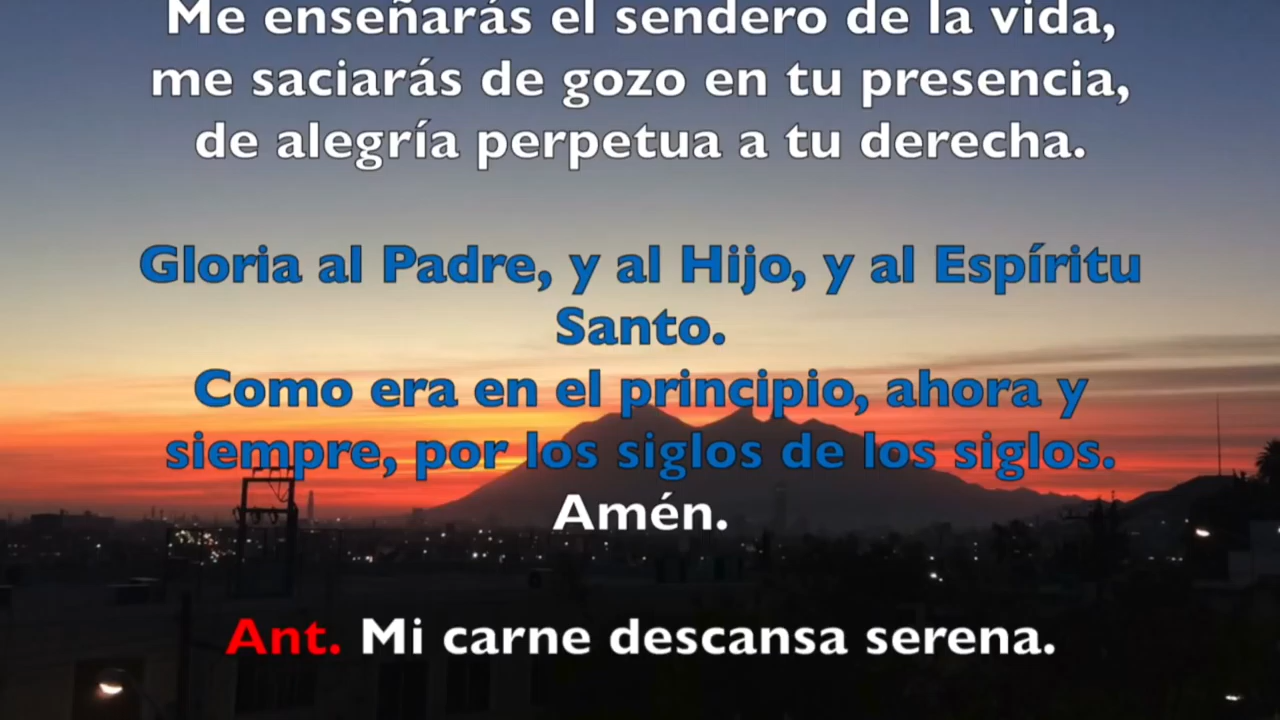 Me enseñarás el sendero de la vida,
me saciarás de gozo en tu presencia,
de alegría perpetua a tu derecha.
Gloria al Padre, y al Hijo, y al Espíritu
Santo.
Como era en el principio, ahora y
siempre, por los siglos de los siglos.
Amén.
Ant. Mi carne descansa serena.